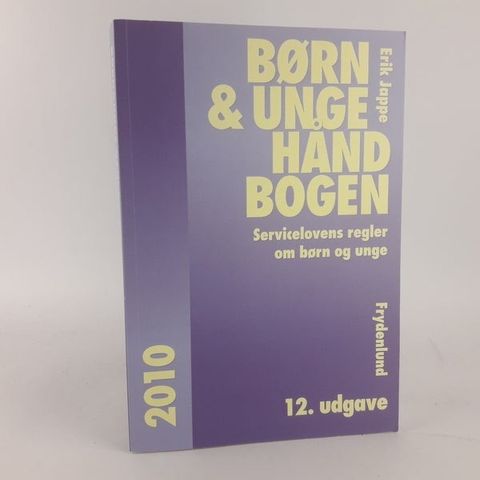 BØRN
& UNGE
HÅND
BOGEN
Erik Jappe
Servicelovens regler
om børn og unge
Frydenlund
12. udgave
2010